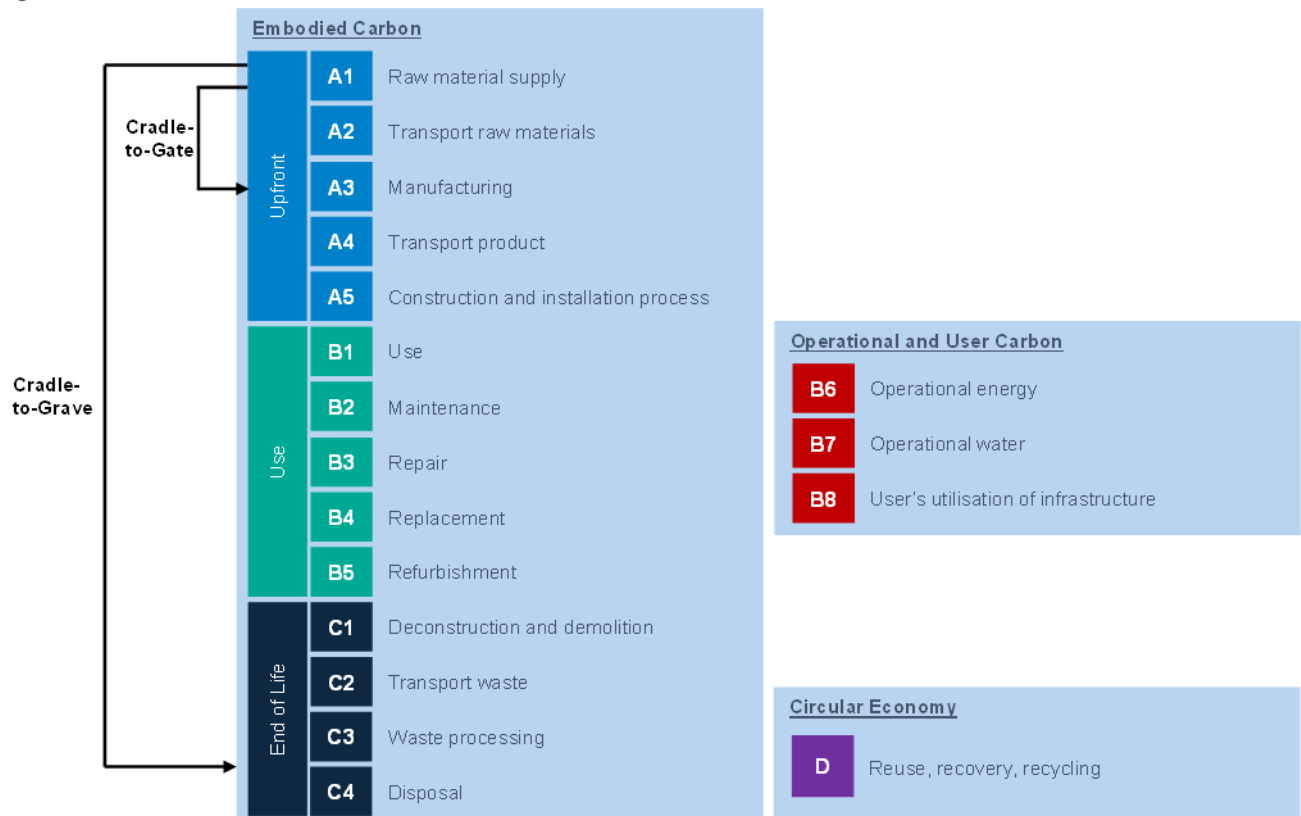 Embodied Carbon
Cradle-
to-Gate
Cradle-
to-Grave
Upfront
A1 Raw material supply
A2 Transport raw materials
A3 Manufacturing
A4 Transport product
A5 Construction and installation process
Use
B1 Use
B2 Maintenance
B3 Repair
B4 Replacement
B5 Refurbishment
End of Life
C1 Deconstruction and demolition
C2 Transport waste
C3 Waste processing
C4 Disposal
Operational and User Carbon
B6 Operational energy
B7 Operational water
B8 User's utilisation of infrastructure
Circular Economy
D Reuse, recovery, recycling